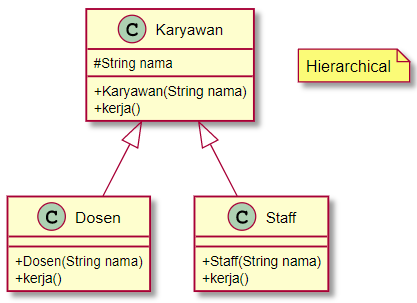 C Karyawan
#String nama
+Karyawan(String nama)
+kerja()
Hierarchical
C Dosen
+Dosen(String nama)
+kerja()
C Staff
+Staff(String nama)
+kerja()